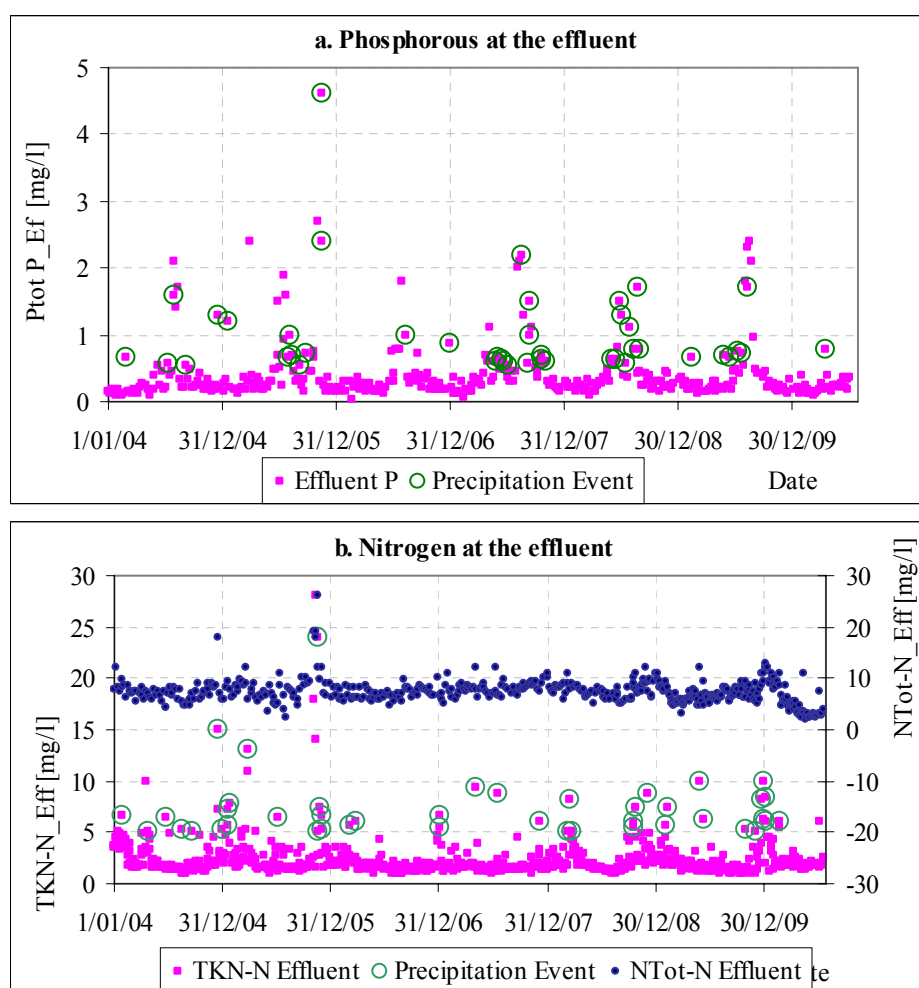 a. Phosphorous at the effluent
Ptot P_Ef [mg/l]
5
4
3
2
1
0
1/01/04 31/12/04 31/12/05 31/12/06 31/12/07 30/12/08 30/12/09
Effluent P Precipitation Event Date
b. Nitrogen at the effluent
TKN-N_Eff [mg/l]
30
25
20
15
10
5
0
NTot-N_Eff [mg/l]
30
20
10
0
-10
-20
-30
1/01/04 31/12/04 31/12/05 31/12/06 31/12/07 30/12/08 30/12/09
TKN-N Effluent Precipitation Event NTot-N Effluent te